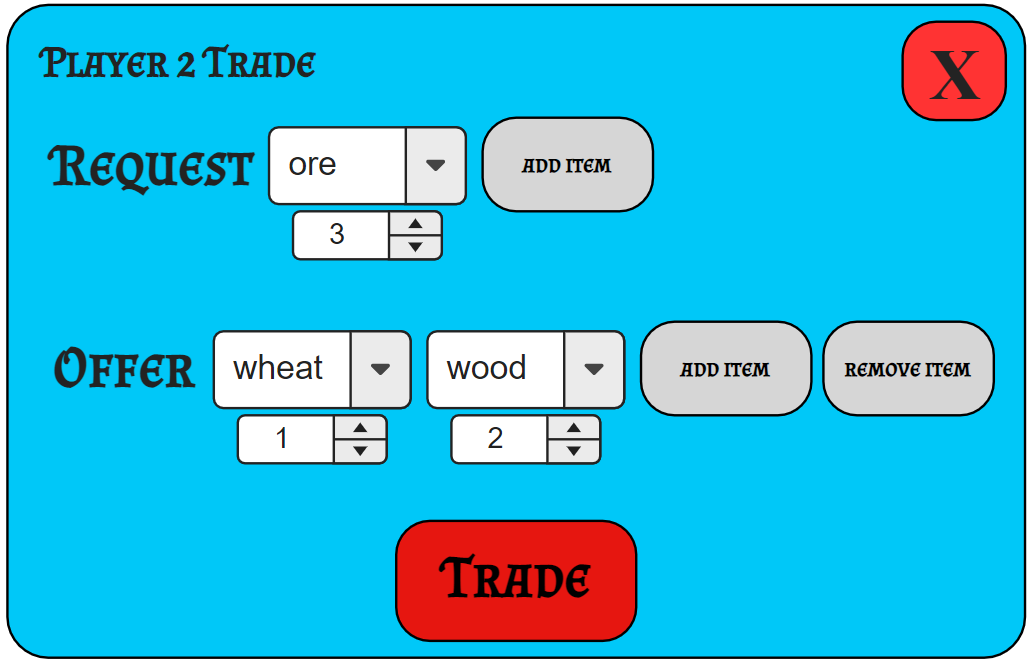 Player 2 Trade
X
Request ore ADD ITEM
3
Offer wheat wood ADD ITEM REMOVE ITEM
1 2
Trade